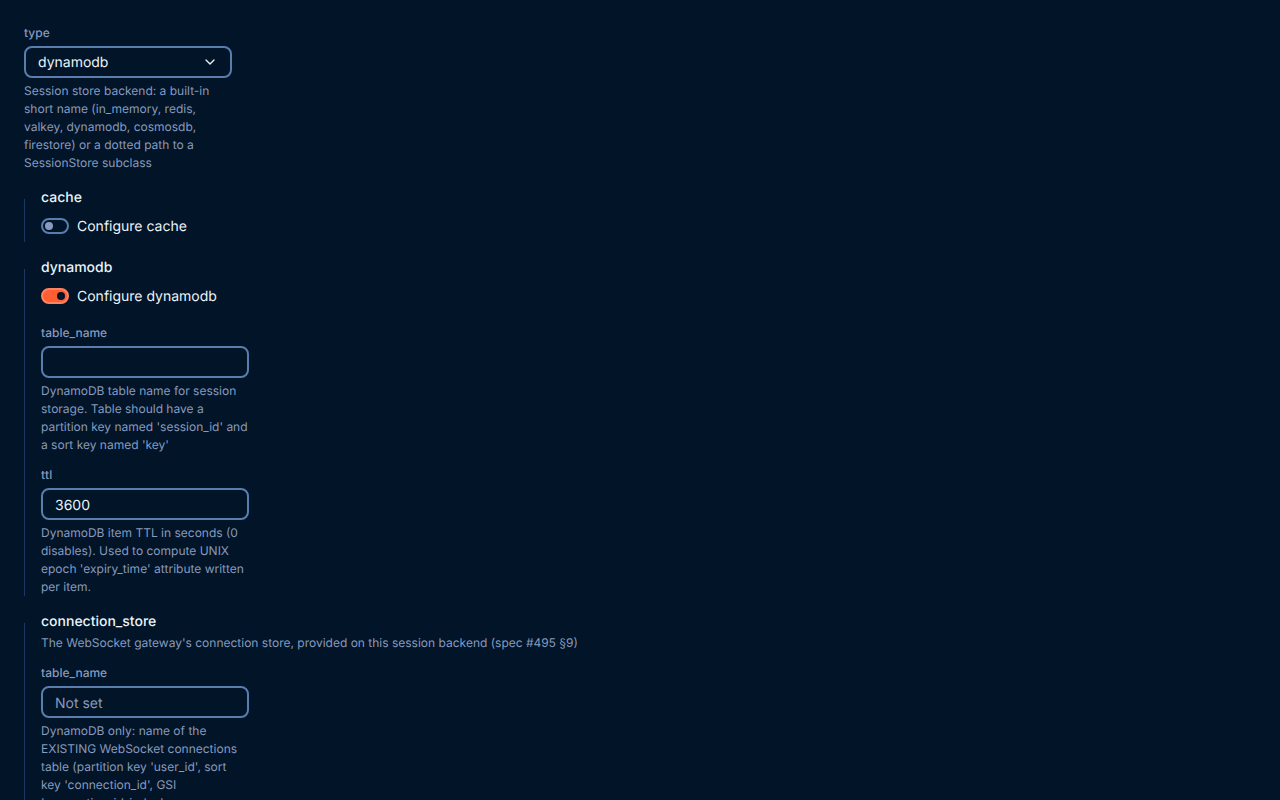 type
dynamodb
Session store backend: a built-in
short name (in_memory, redis,
valkey, dynamodb, cosmosdb,
firestore) or a dotted path to a
SessionStore subclass
cache
Configure cache
dynamodb
Configure dynamodb
table_name
DynamoDB table name for session
storage. Table should have a
partition key named 'session_id' and
a sort key named 'key'
ttl
3600
DynamoDB item TTL in seconds (0
disables). Used to compute UNIX
epoch 'expiry_time' attribute written
per item.
connection_store
The WebSocket gateway's connection store, provided on this session backend (spec #495 §9)
table_name
Not set
DynamoDB only: name of the
EXISTING WebSocket connections
table (partition key 'user_id', sort
key 'connection_id', GSI